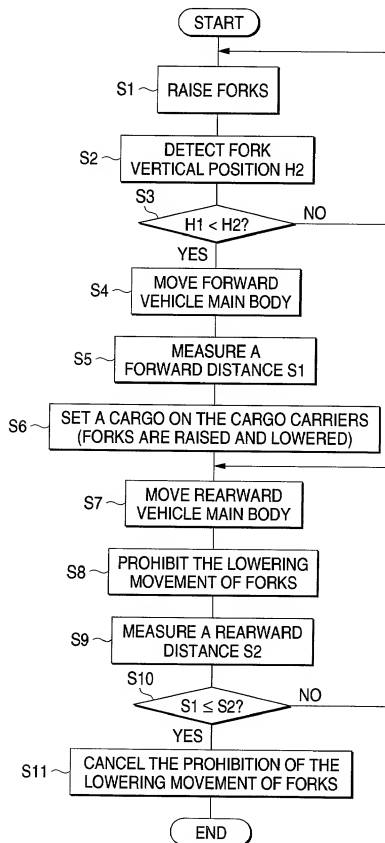 START
S1
RAISE FORKS
S2
DETECT FORK
VERTICAL POSITION H2
S3
H1 < H2?
NO
YES
S4
MOVE FORWARD
VEHICLE MAIN BODY
S5
MEASURE A
FORWARD DISTANCE S1
S6
SET A CARGO ON THE CARGO CARRIERS
(FORKS ARE RAISED AND LOWERED)
S7
MOVE REARWARD
VEHICLE MAIN BODY
S8
PROHIBIT THE LOWERING
MOVEMENT OF FORKS
S9
MEASURE A REARWARD
DISTANCE S2
S10
S1 ≤ S2?
NO
YES
S11
CANCEL THE PROHIBITION OF THE
LOWERING MOVEMENT OF FORKS
END